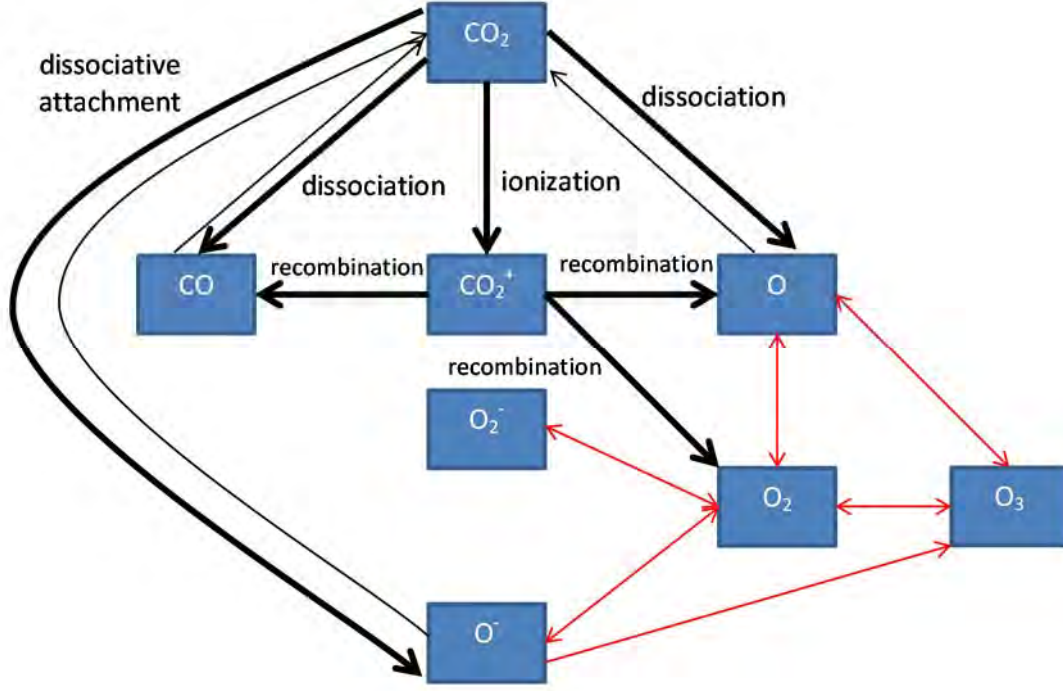 CO₂
dissociative
attachment
dissociation
dissociation
ionization
recombination
recombination
CO
CO₂⁺
O
recombination
O₂⁻
O₂
O₃
O⁻